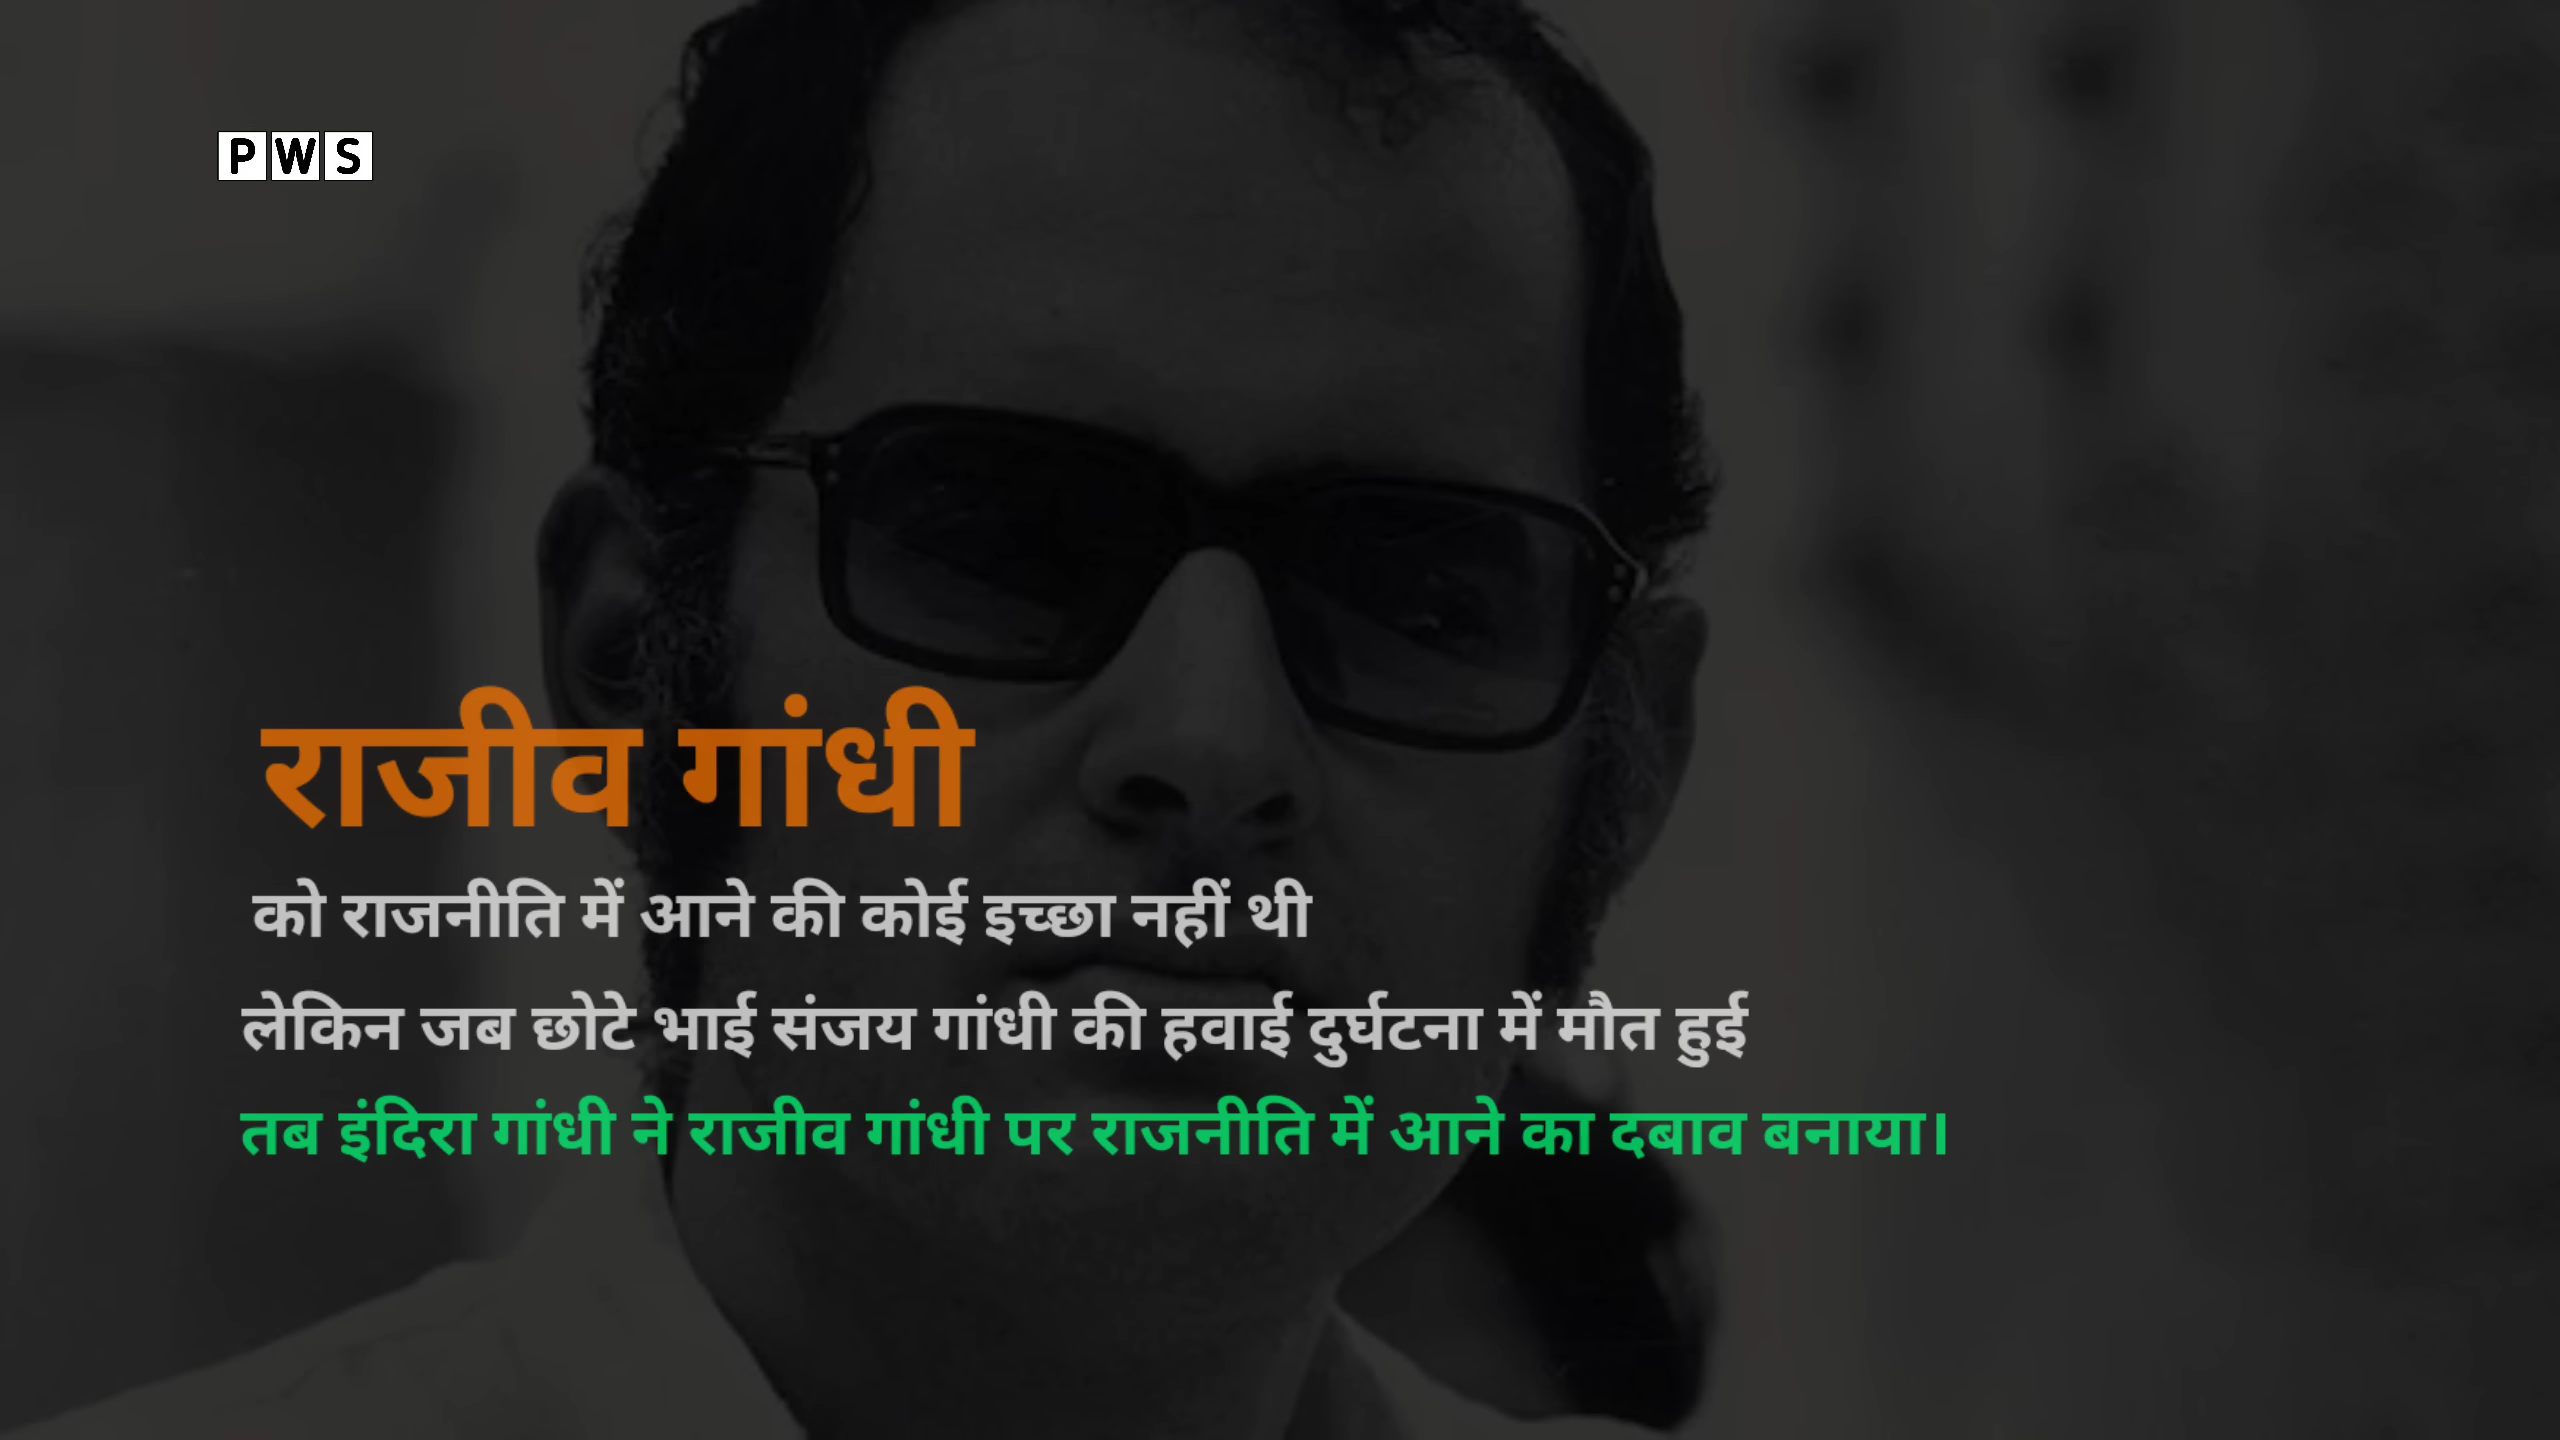 PWS
राजीव गांधी
को राजनीति में आने की कोई इच्छा नहीं थी
लेकिन जब छोटे भाई संजय गांधी की हवाई दुर्घटना में मौत हुई
तब इंदिरा गांधी ने राजीव गांधी पर राजनीति में आने का दबाव बनाया।